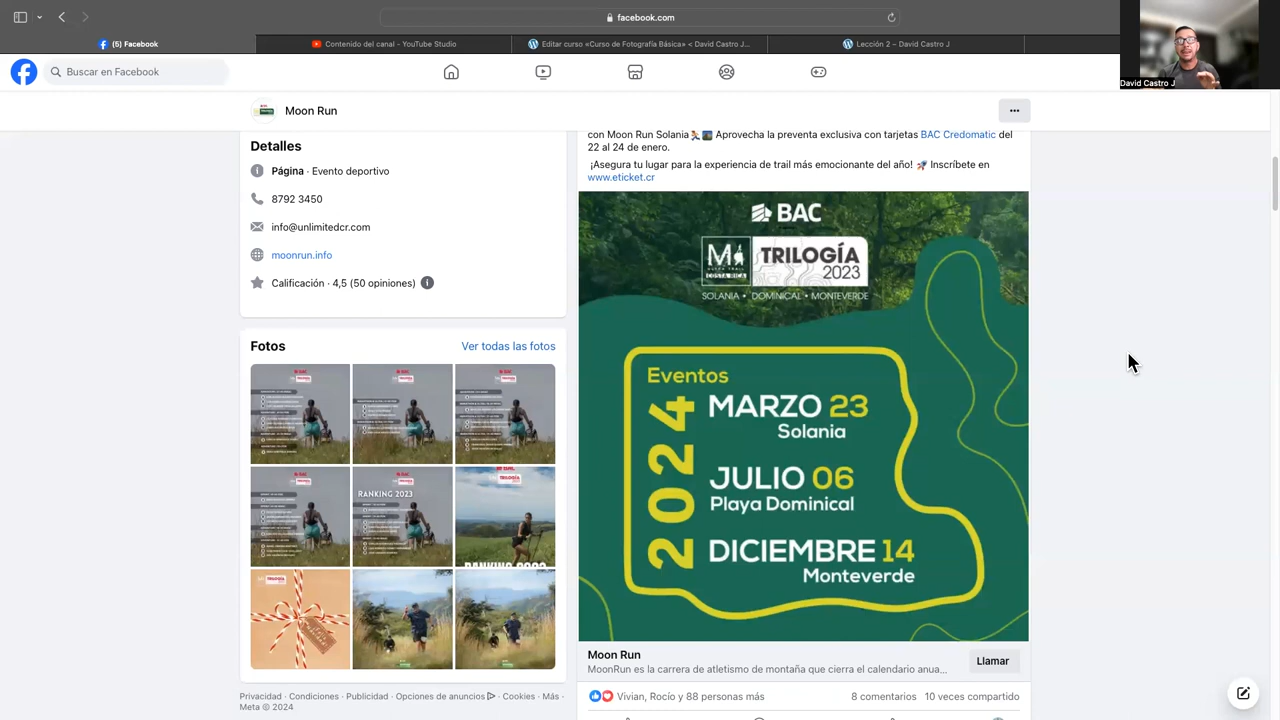 facebook.com
(5) Facebook
Contenido del canal - YouTube Studio
Editar curso «Curso de Fotografía Básica» < David Castro J...
Lección 2 – David Castro J
David Castro J
Buscar en Facebook
Moon Run
Detalles
Página · Evento deportivo
8792 3450
info@unlimitedcr.com
moonrun.info
Calificación · 4,5 (50 opiniones)
Fotos
Ver todas las fotos
RANKING 2023
Privacidad · Condiciones · Publicidad · Opciones de anuncios · Cookies · Más ·
Meta © 2024
con Moon Run Solania Aprovecha la preventa exclusiva con tarjetas BAC Credomatic del
22 al 24 de enero.
¡Asegura tu lugar para la experiencia de trail más emocionante del año! Inscríbete en
www.eticket.cr
BAC
TRILOGÍA
2023
COSTA RICA
SOLANIA • DOMINICAL • MONTEVERDE
Eventos
2024
MARZO 23
Solania
JULIO 06
Playa Dominical
DICIEMBRE 14
Monteverde
Moon Run
MoonRun es la carrera de atletismo de montaña que cierra el calendario anua...
Llamar
Vivian, Rocío y 88 personas más
8 comentarios
10 veces compartido